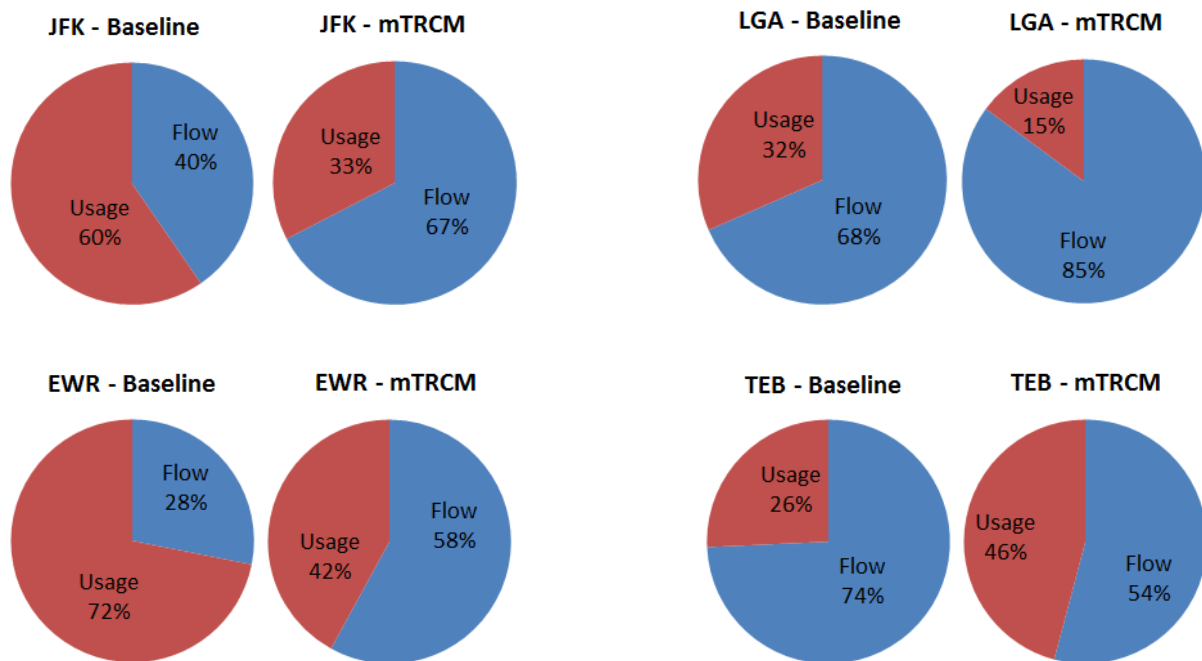 JFK - Baseline
Flow
40%
Usage
60%
JFK - mTRCM
Usage
33%
Flow
67%
LGA - Baseline
Usage
32%
Flow
68%
LGA - mTRCM
Usage
15%
Flow
85%
EWR - Baseline
Flow
28%
Usage
72%
EWR - mTRCM
Flow
58%
Usage
42%
TEB - Baseline
Usage
26%
Flow
74%
TEB - mTRCM
Usage
46%
Flow
54%